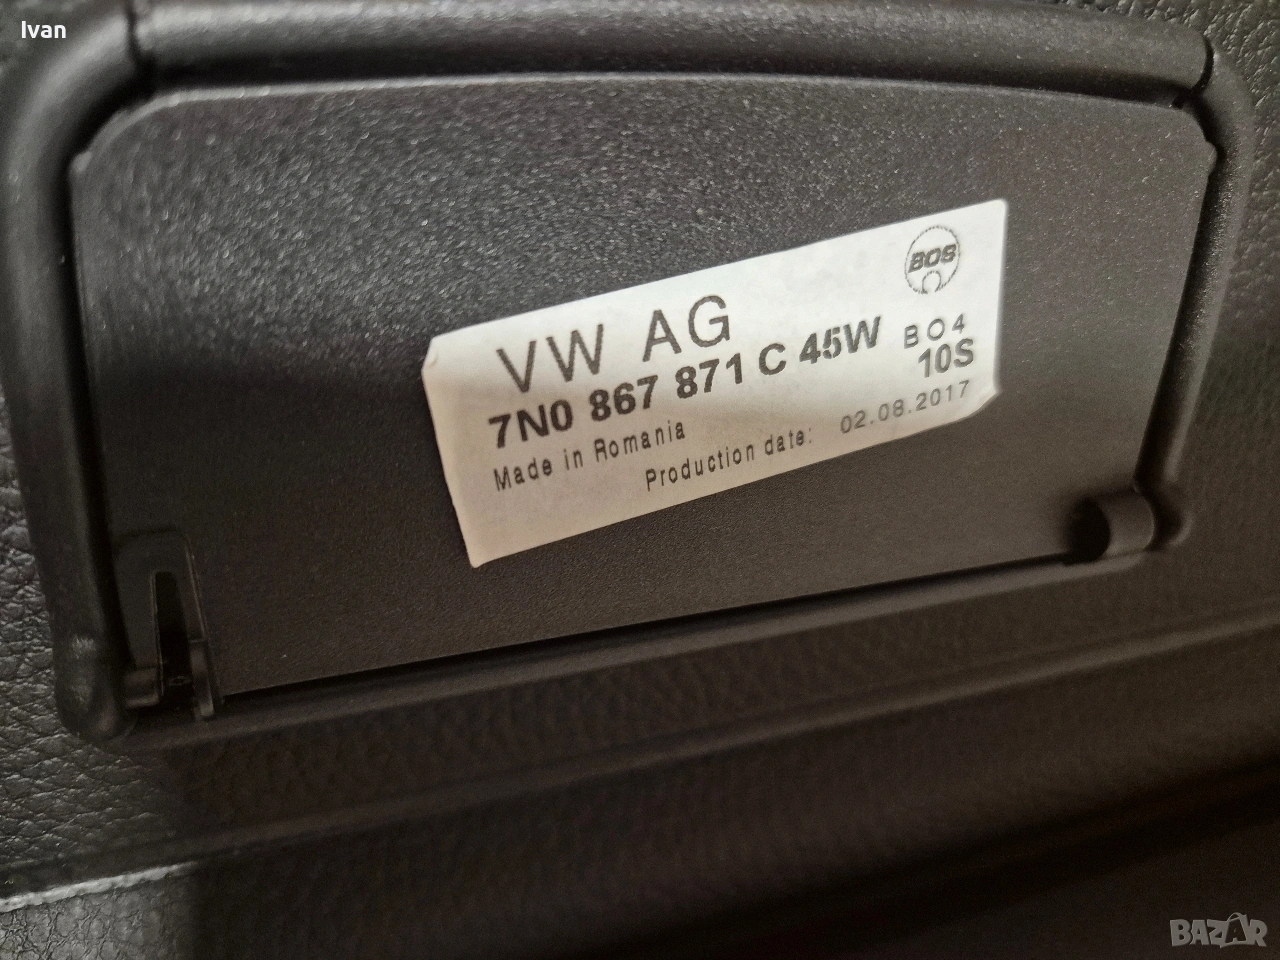 Ivan
BOS
VW AG
7N0 867 871 C 45W
BO4
10S
Made in Romania
Production date: 02.08.2017
BAZAR